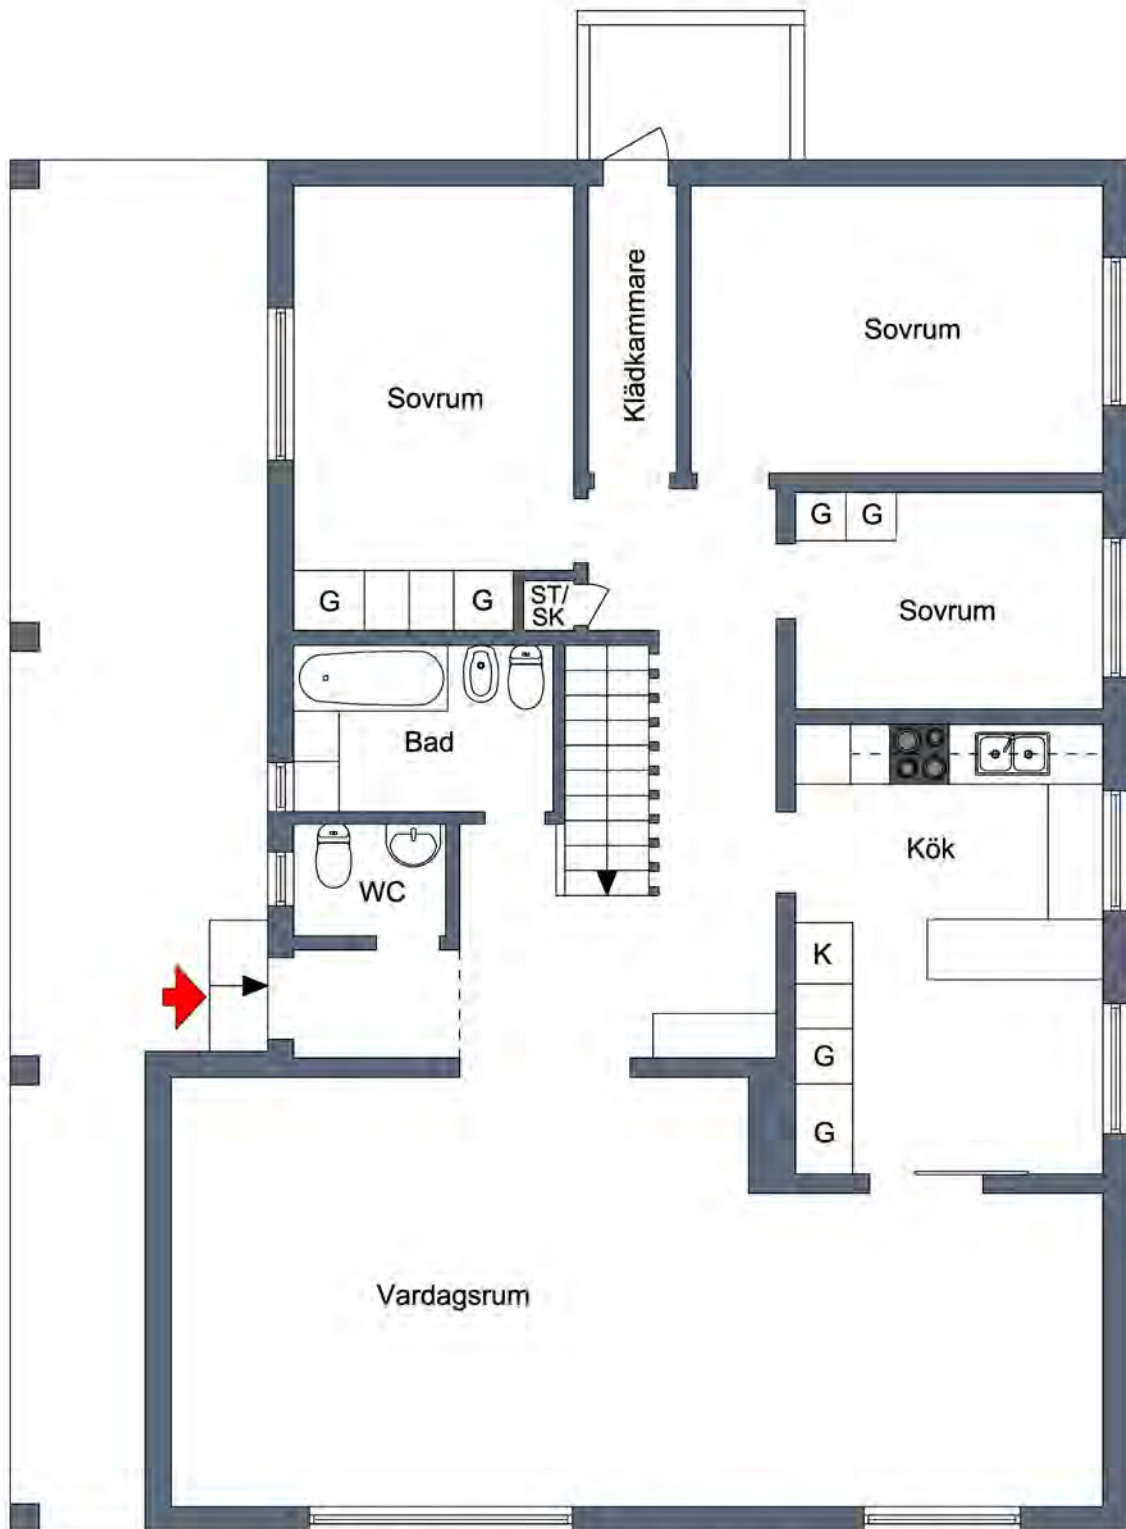 Klädkammare
Sovrum
Sovrum
G G
G G
ST/
SK
Sovrum
Bad
Kök
WC
K
G
G
Vardagsrum